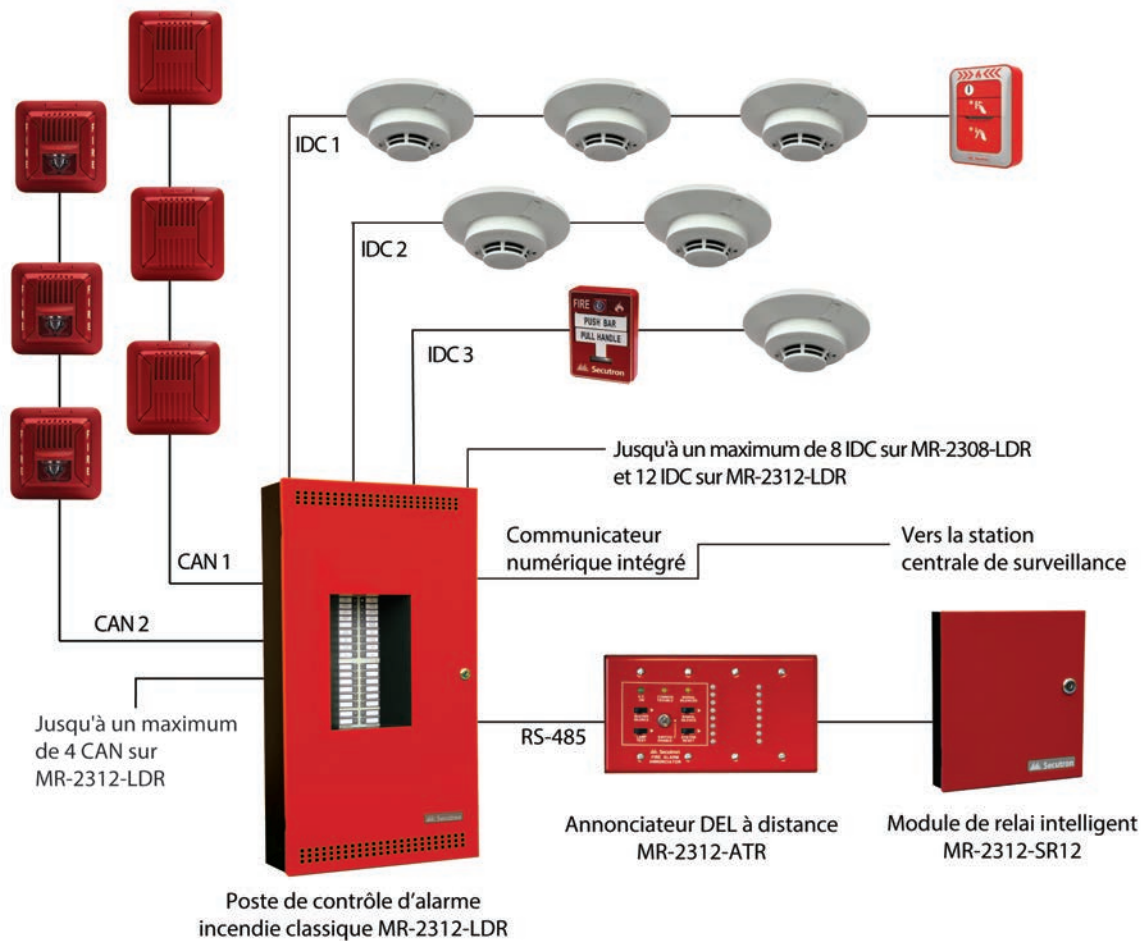 IDC 1
IDC 2
FIRE
PUSH BAR
PULL HANDLE
Secutron
IDC 3
Jusqu'à un maximum de 8 IDC sur MR-2308-LDR
et 12 IDC sur MR-2312-LDR
Communicateur
numérique intégré
Vers la station
centrale de surveillance
CAN 1
CAN 2
Jusqu'à un maximum
de 4 CAN sur
MR-2312-LDR
RS-485
Secutron
FIRE ALARM
ANNUNCIATOR
Secutron
Secutron
Annonciateur DEL à distance
MR-2312-ATR
Module de relai intelligent
MR-2312-SR12
Poste de contrôle d'alarme
incendie classique MR-2312-LDR